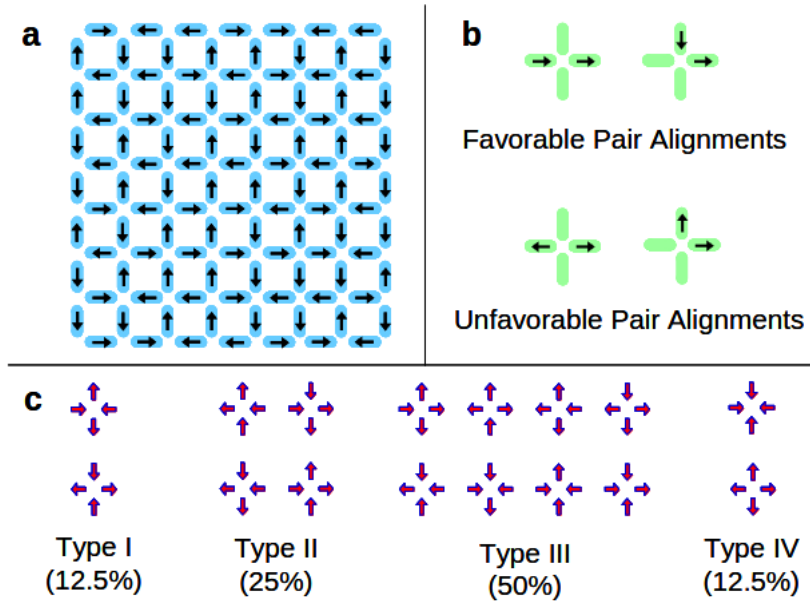 a
b
Favorable Pair Alignments
Unfavorable Pair Alignments
c
Type I
(12.5%)
Type II
(25%)
Type III
(50%)
Type IV
(12.5%)